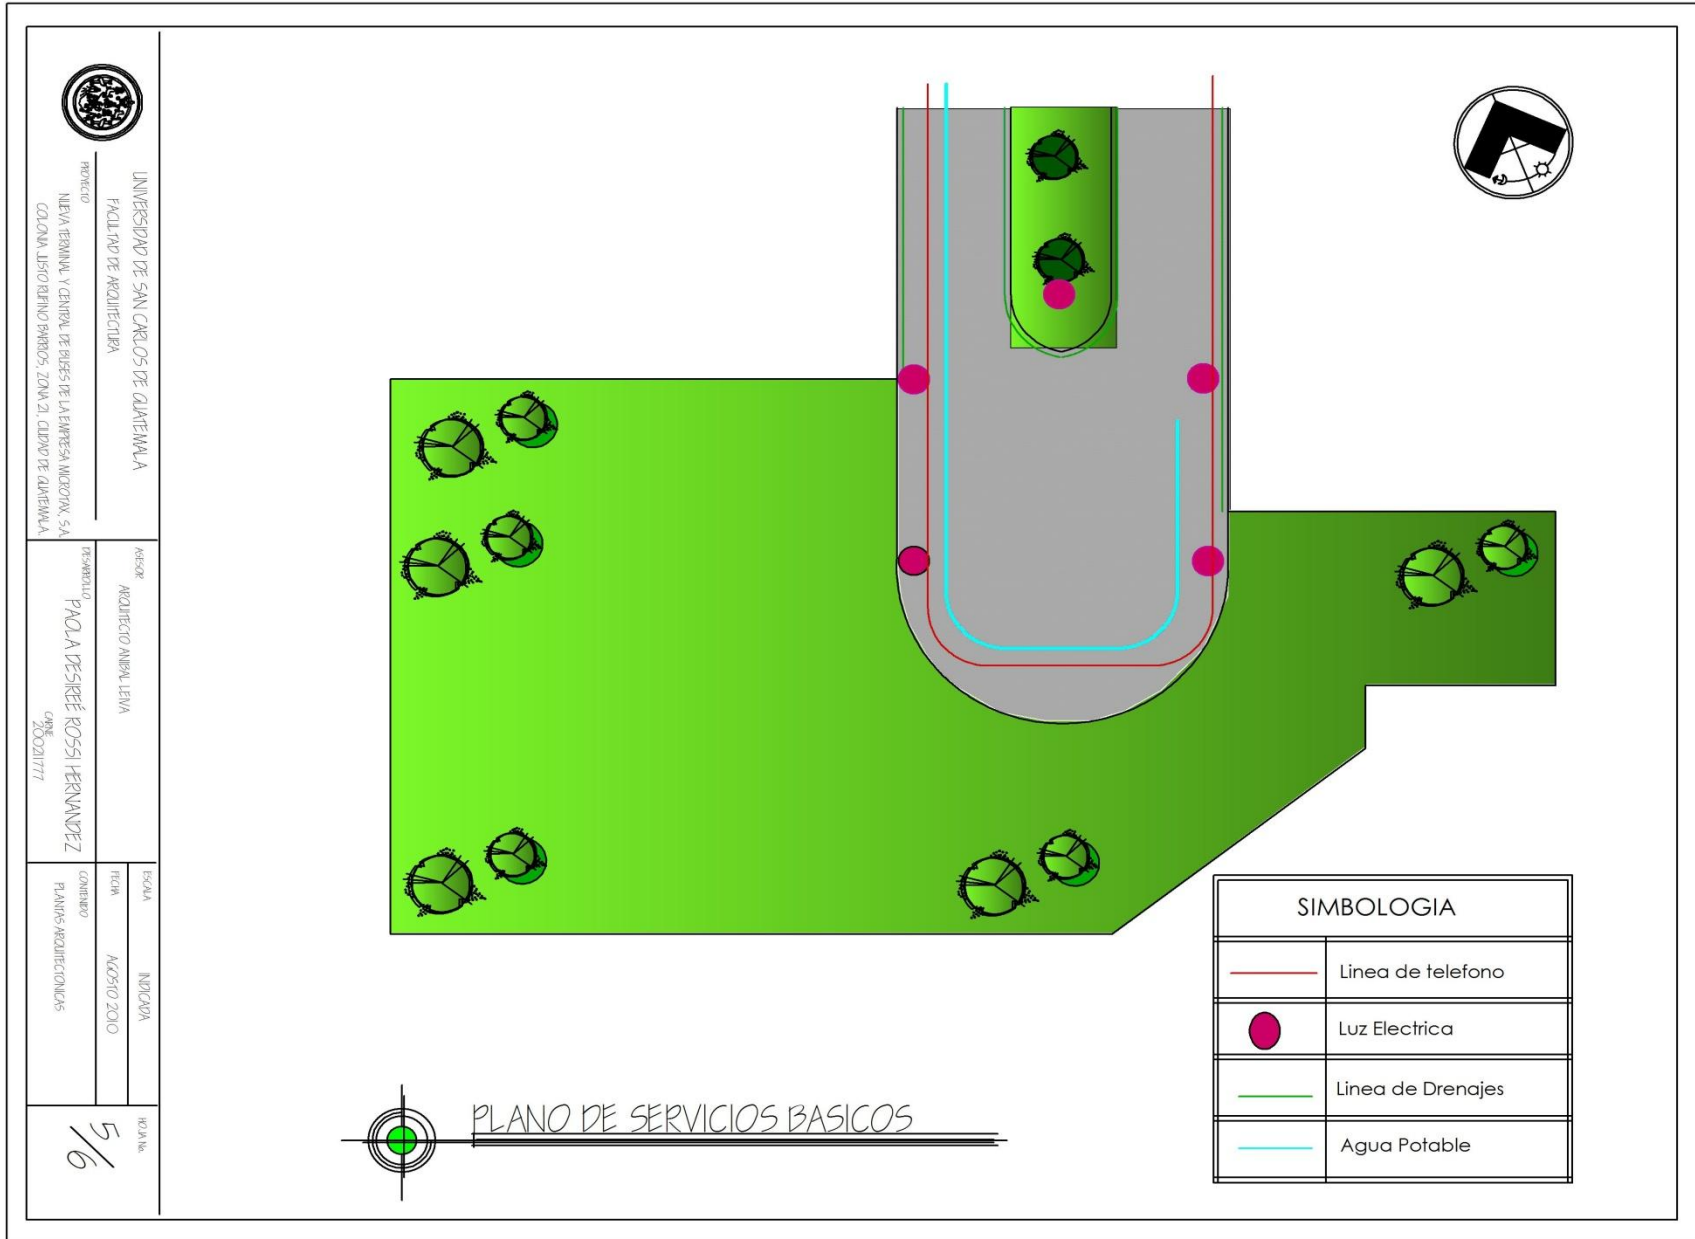 UNIVERSIDAD DE SAN CARLOS DE GUATEMALA
FACULTAD DE ARQUITECTURA
PROYECTO
NUEVA TERMINAL Y CENTRAL DE BUSES DE LA EMPRESA MICROTAX, S.A.
COLONIA JUSTO RUFINO BARRIOS, ZONA 21, CIUDAD DE GUATEMALA
ASESOR
ARQUITECTO ANIBAL LEIVA
DESARROLLO
PAOLA DESIREÉ ROSSI HERNANDEZ
CARNE
200211777
ESCALA
INDICADA
FECHA
AGOSTO 2010
CONTENIDO
PLANTAS ARQUITECTONICAS
HOJA No.
5/6
PLANO DE SERVICIOS BASICOS
SIMBOLOGIA
Linea de telefono
Luz Electrica
Linea de Drenajes
Agua Potable